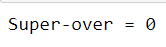 Super-over = 0